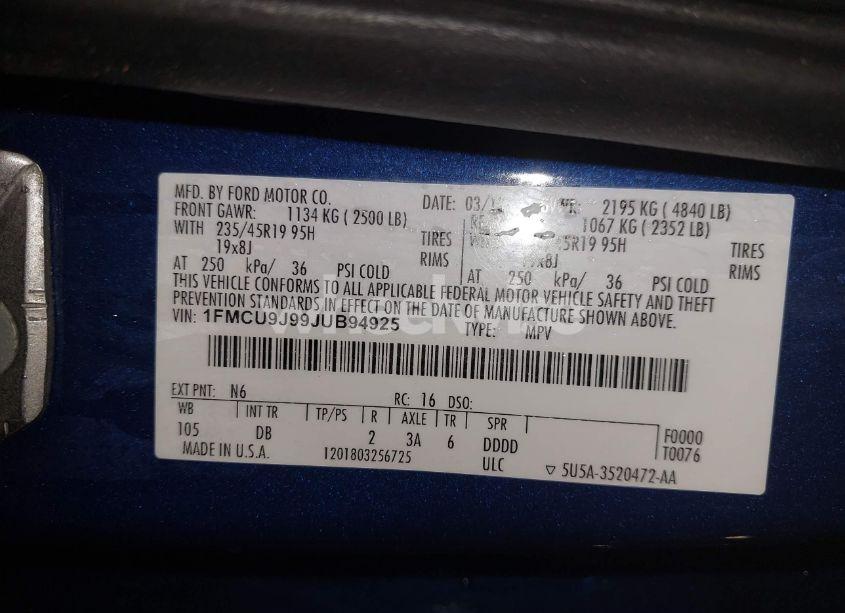 MFD. BY FORD MOTOR CO.
DATE: 03/ 2195 KG ( 4840 LB)
FRONT GAWR: 1134 KG ( 2500 LB) 1067 KG ( 2352 LB)
WITH 235/45R19 95H TIRES 5R19 95H TIRES
19x8J RIMS 19x8J RIMS
AT 250 kPa/ 36 PSI COLD AT 250 kPa/ 36 PSI COLD
THIS VEHICLE CONFORMS TO ALL APPLICABLE FEDERAL MOTOR VEHICLE SAFETY AND THEFT
PREVENTION STANDARDS IN EFFECT ON THE DATE OF MANUFACTURE SHOWN ABOVE.
VIN: 1FMCU9J99JUB94925 TYPE: MPV
EXT PNT: N6 RC: 16 DSO:
WB INT TR TP/PS R AXLE TR SPR
105 DB 2 3A 6 DDDD F0000
ULC T0076
MADE IN U.S.A. 1201803256725 ▽ 5U5A-3520472-AA